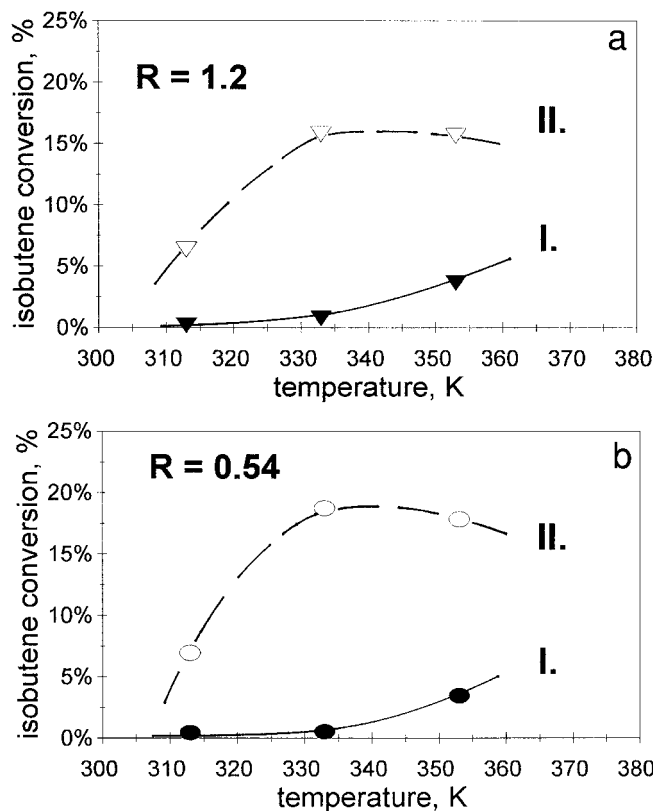 25%
a
R = 1.2
20%
II.
15%
isobutene conversion, %
10%
I.
5%
0%
300 310 320 330 340 350 360 370 380
temperature, K
25%
b
R = 0.54
20%
II.
15%
isobutene conversion, %
10%
I.
5%
0%
300 310 320 330 340 350 360 370 380
temperature, K